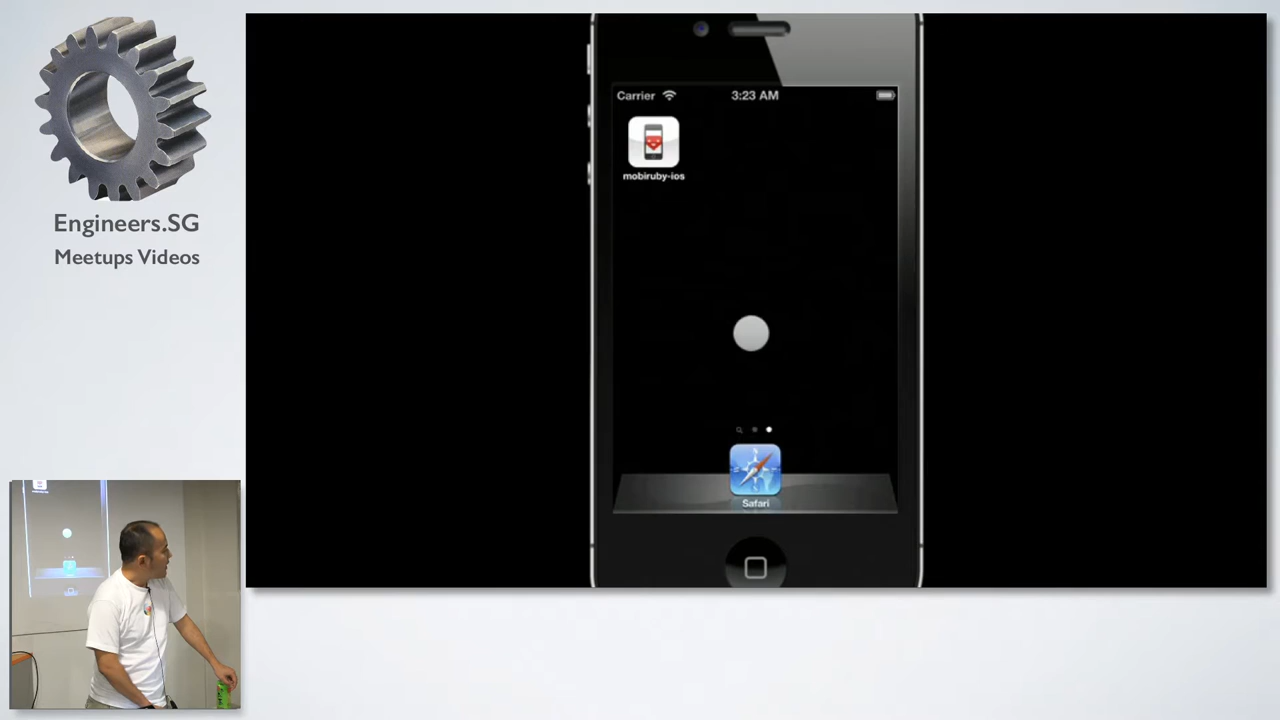 Engineers.SG
Meetups Videos
Carrier
3:23 AM
mobiruby-ios
Safari